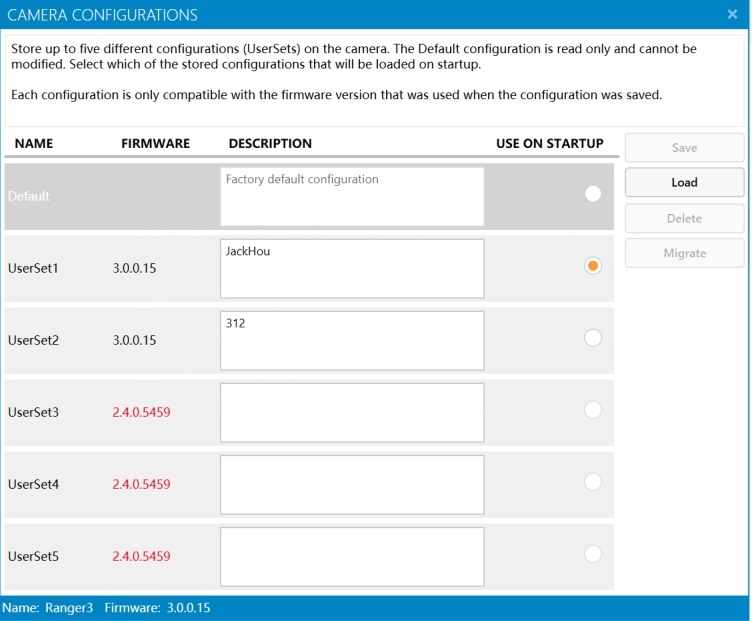 CAMERA CONFIGURATIONS
Store up to five different configurations (UserSets) on the camera. The Default configuration is read only and cannot be
modified. Select which of the stored configurations that will be loaded on startup.
Each configuration is only compatible with the firmware version that was used when the configuration was saved.
NAME FIRMWARE DESCRIPTION USE ON STARTUP
Save
Load
Delete
Migrate
Default Factory default configuration
UserSet1 3.0.0.15 JackHou
UserSet2 3.0.0.15 312
UserSet3 2.4.0.5459
UserSet4 2.4.0.5459
UserSet5 2.4.0.5459
Name: Ranger3 Firmware: 3.0.0.15